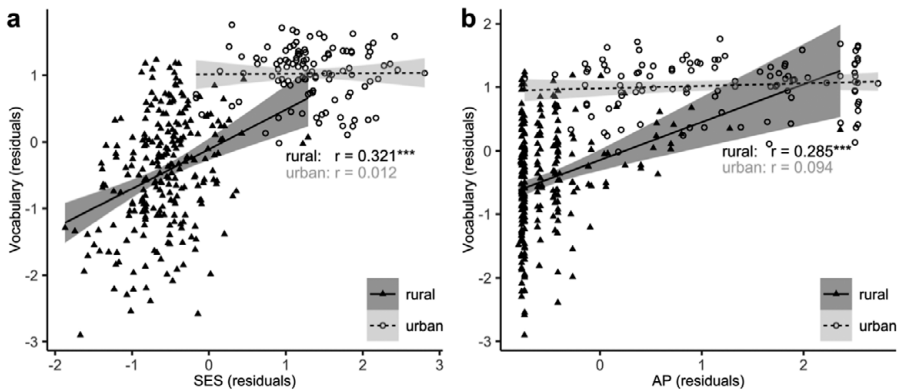 a
Vocabulary (residuals)
1
0
-1
-2
-3
-2
-1
0
1
2
3
SES (residuals)
rural: r = 0.321***
urban: r = 0.012
rural
urban
b
Vocabulary (residuals)
2
1
0
-1
-2
-3
0
1
2
AP (residuals)
rural: r = 0.285***
urban: r = 0.094
rural
urban